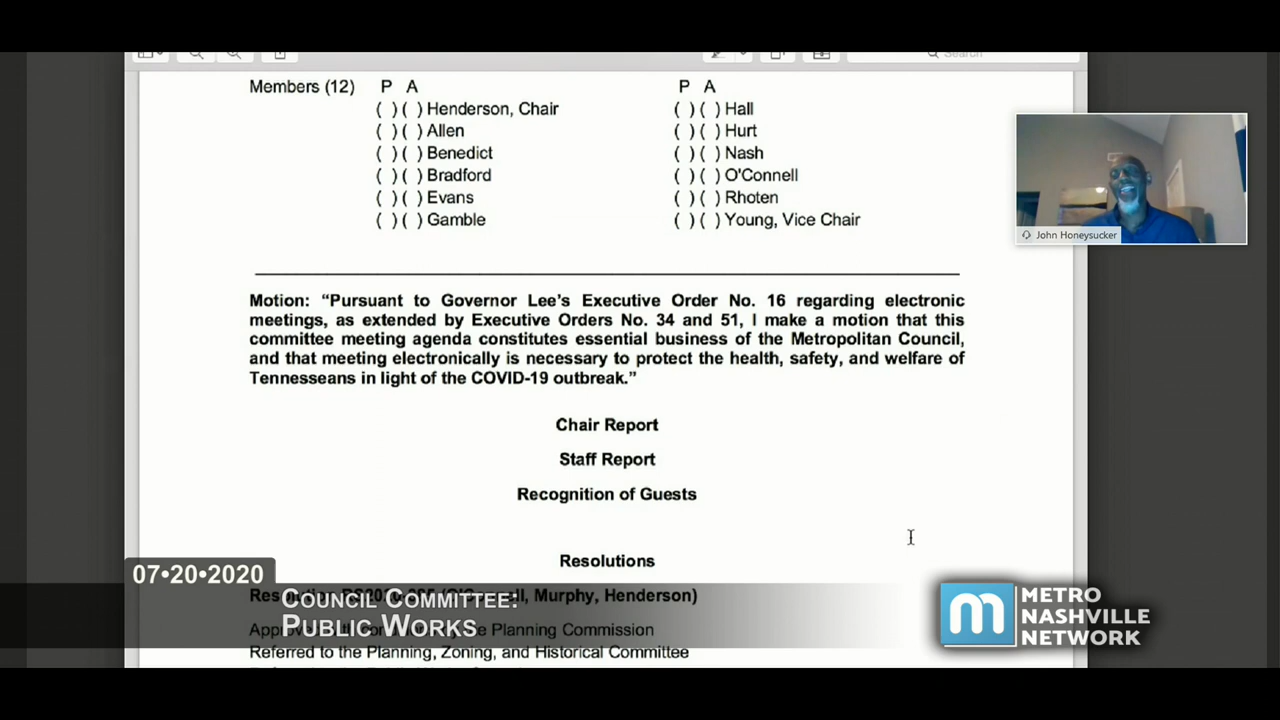 Search
Members (12) P A P A
( ) ( ) Henderson, Chair ( ) ( ) Hall
( ) ( ) Allen ( ) ( ) Hurt
( ) ( ) Benedict ( ) ( ) Nash
( ) ( ) Bradford ( ) ( ) O'Connell
( ) ( ) Evans ( ) ( ) Rhoten
( ) ( ) Gamble ( ) ( ) Young, Vice Chair
John Honeysucker
Motion: “Pursuant to Governor Lee’s Executive Order No. 16 regarding electronic
meetings, as extended by Executive Orders No. 34 and 51, I make a motion that this
committee meeting agenda constitutes essential business of the Metropolitan Council,
and that meeting electronically is necessary to protect the health, safety, and welfare of
Tennesseans in light of the COVID-19 outbreak.”
Chair Report
Staff Report
Recognition of Guests
Resolutions
07•20•2020
Murphy, Henderson)
COUNCIL COMMITTEE:
PUBLIC WORKS
Planning Commission
Referred to the Planning, Zoning, and Historical Committee
m METRO
NASHVILLE
NETWORK